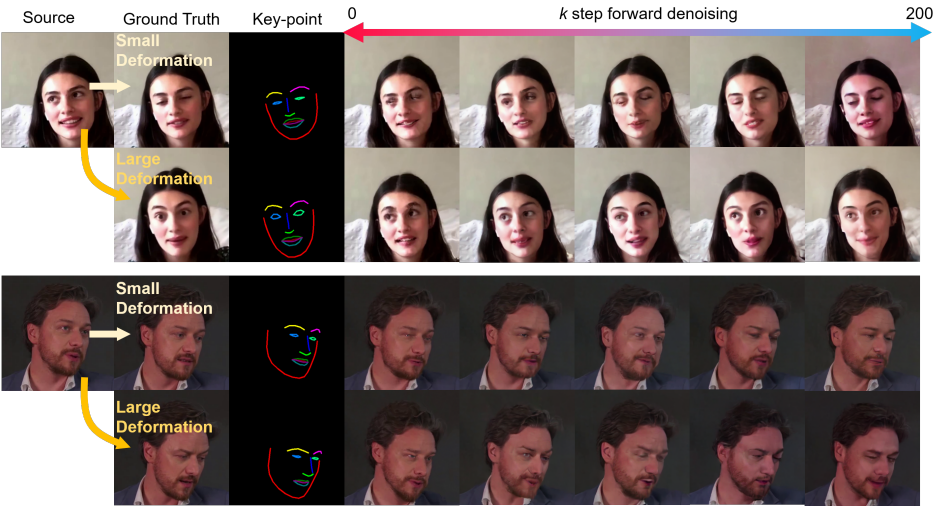 Source
Ground Truth
Key-point
0
k step forward denoising
200
Small
Deformation
Large
Deformation
Small
Deformation
Large
Deformation